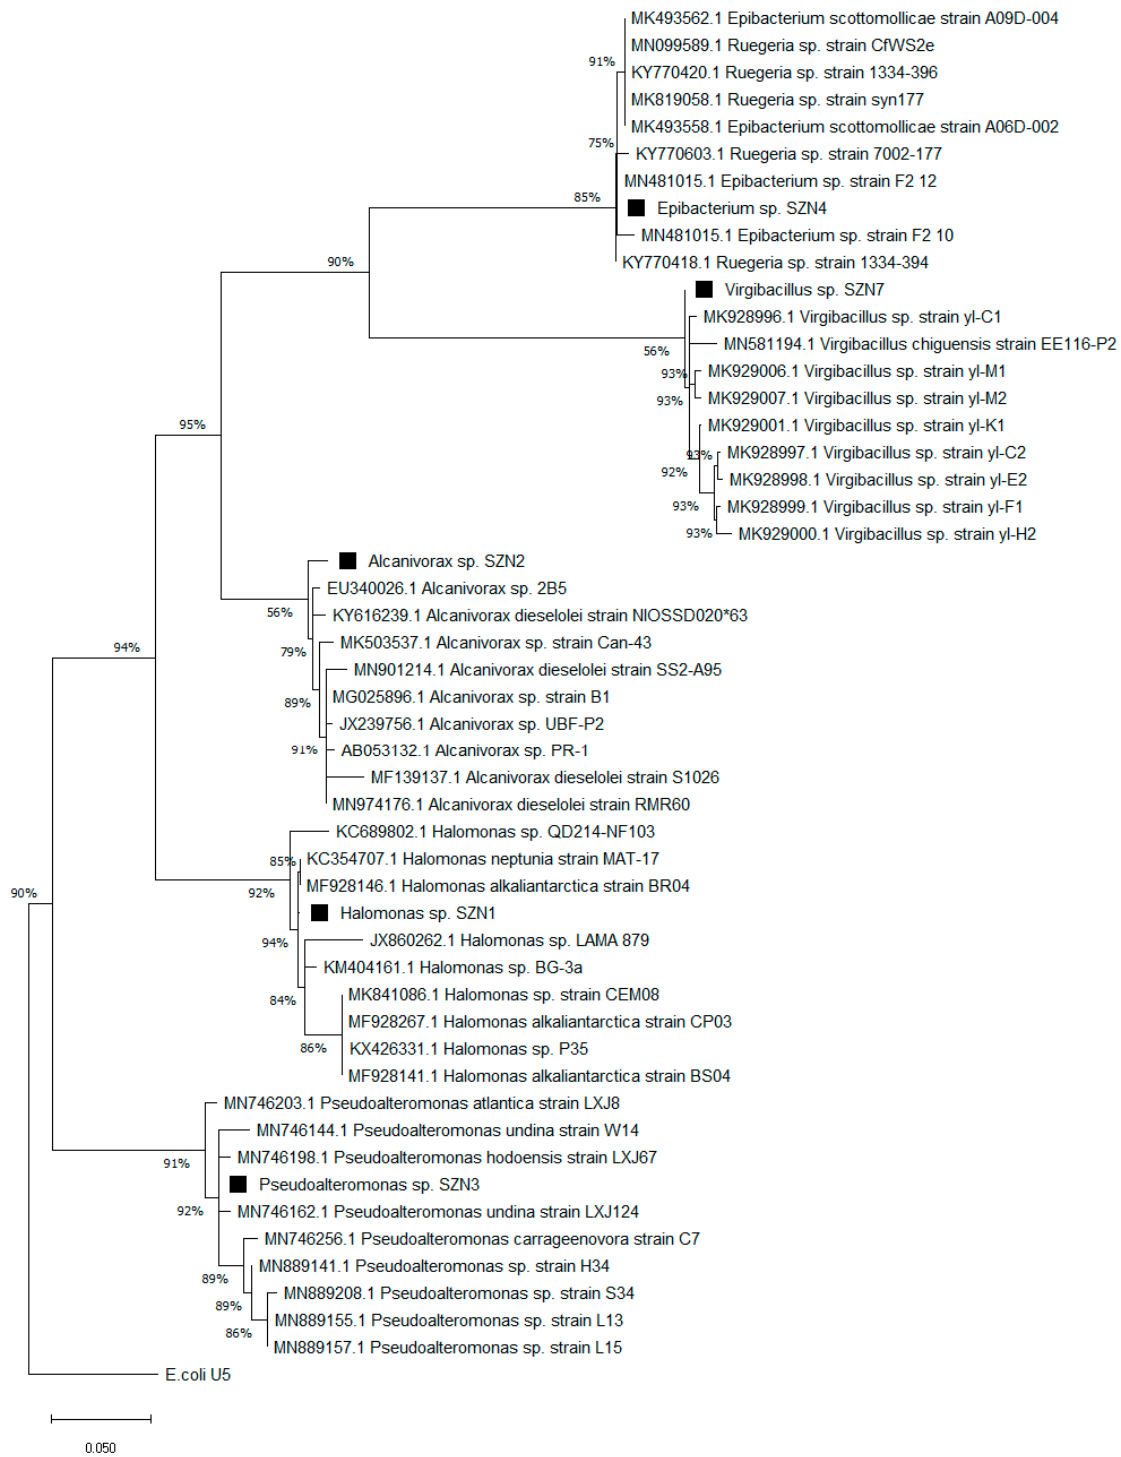 MK493562.1 Epibacterium scottomollicae strain A09D-004
MN099589.1 Ruegeria sp. strain CfWS2e
91%
KY770420.1 Ruegeria sp. strain 1334-396
MK819058.1 Ruegeria sp. strain syn177
MK493558.1 Epibacterium scottomollicae strain A06D-002
75%
KY770603.1 Ruegeria sp. strain 7002-177
MN481015.1 Epibacterium sp. strain F2 12
85%
Epibacterium sp. SZN4
MN481015.1 Epibacterium sp. strain F2 10
90%
KY770418.1 Ruegeria sp. strain 1334-394
Virgibacillus sp. SZN7
MK928996.1 Virgibacillus sp. strain yl-C1
MN581194.1 Virgibacillus chiguensis strain EE116-P2
56%
93%
MK929006.1 Virgibacillus sp. strain yl-M1
93%
MK929007.1 Virgibacillus sp. strain yl-M2
95%
MK929001.1 Virgibacillus sp. strain yl-K1
93%
MK928997.1 Virgibacillus sp. strain yl-C2
92%
MK928998.1 Virgibacillus sp. strain yl-E2
93%
MK928999.1 Virgibacillus sp. strain yl-F1
93%
MK929000.1 Virgibacillus sp. strain yl-H2
Alcanivorax sp. SZN2
EU340026.1 Alcanivorax sp. 2B5
56%
KY616239.1 Alcanivorax dieselolei strain NIOSSD020*63
94%
MK503537.1 Alcanivorax sp. strain Can-43
79%
MN901214.1 Alcanivorax dieselolei strain SS2-A95
89%
MG025896.1 Alcanivorax sp. strain B1
JX239756.1 Alcanivorax sp. UBF-P2
91%
AB053132.1 Alcanivorax sp. PR-1
MF139137.1 Alcanivorax dieselolei strain S1026
MN974176.1 Alcanivorax dieselolei strain RMR60
KC689802.1 Halomonas sp. QD214-NF103
85%
KC354707.1 Halomonas neptunia strain MAT-17
90%
92%
MF928146.1 Halomonas alkaliantarctica strain BR04
Halomonas sp. SZN1
94%
JX860262.1 Halomonas sp. LAMA 879
KM404161.1 Halomonas sp. BG-3a
84%
MK841086.1 Halomonas sp. strain CEM08
MF928267.1 Halomonas alkaliantarctica strain CP03
86%
KX426331.1 Halomonas sp. P35
MF928141.1 Halomonas alkaliantarctica strain BS04
MN746203.1 Pseudoalteromonas atlantica strain LXJ8
MN746144.1 Pseudoalteromonas undina strain W14
91%
MN746198.1 Pseudoalteromonas hodoensis strain LXJ67
Pseudoalteromonas sp. SZN3
92%
MN746162.1 Pseudoalteromonas undina strain LXJ124
MN746256.1 Pseudoalteromonas carrageenovora strain C7
89%
MN889141.1 Pseudoalteromonas sp. strain H34
MN889208.1 Pseudoalteromonas sp. strain S34
89%
MN889155.1 Pseudoalteromonas sp. strain L13
86%
MN889157.1 Pseudoalteromonas sp. strain L15
E.coli U5
0.050